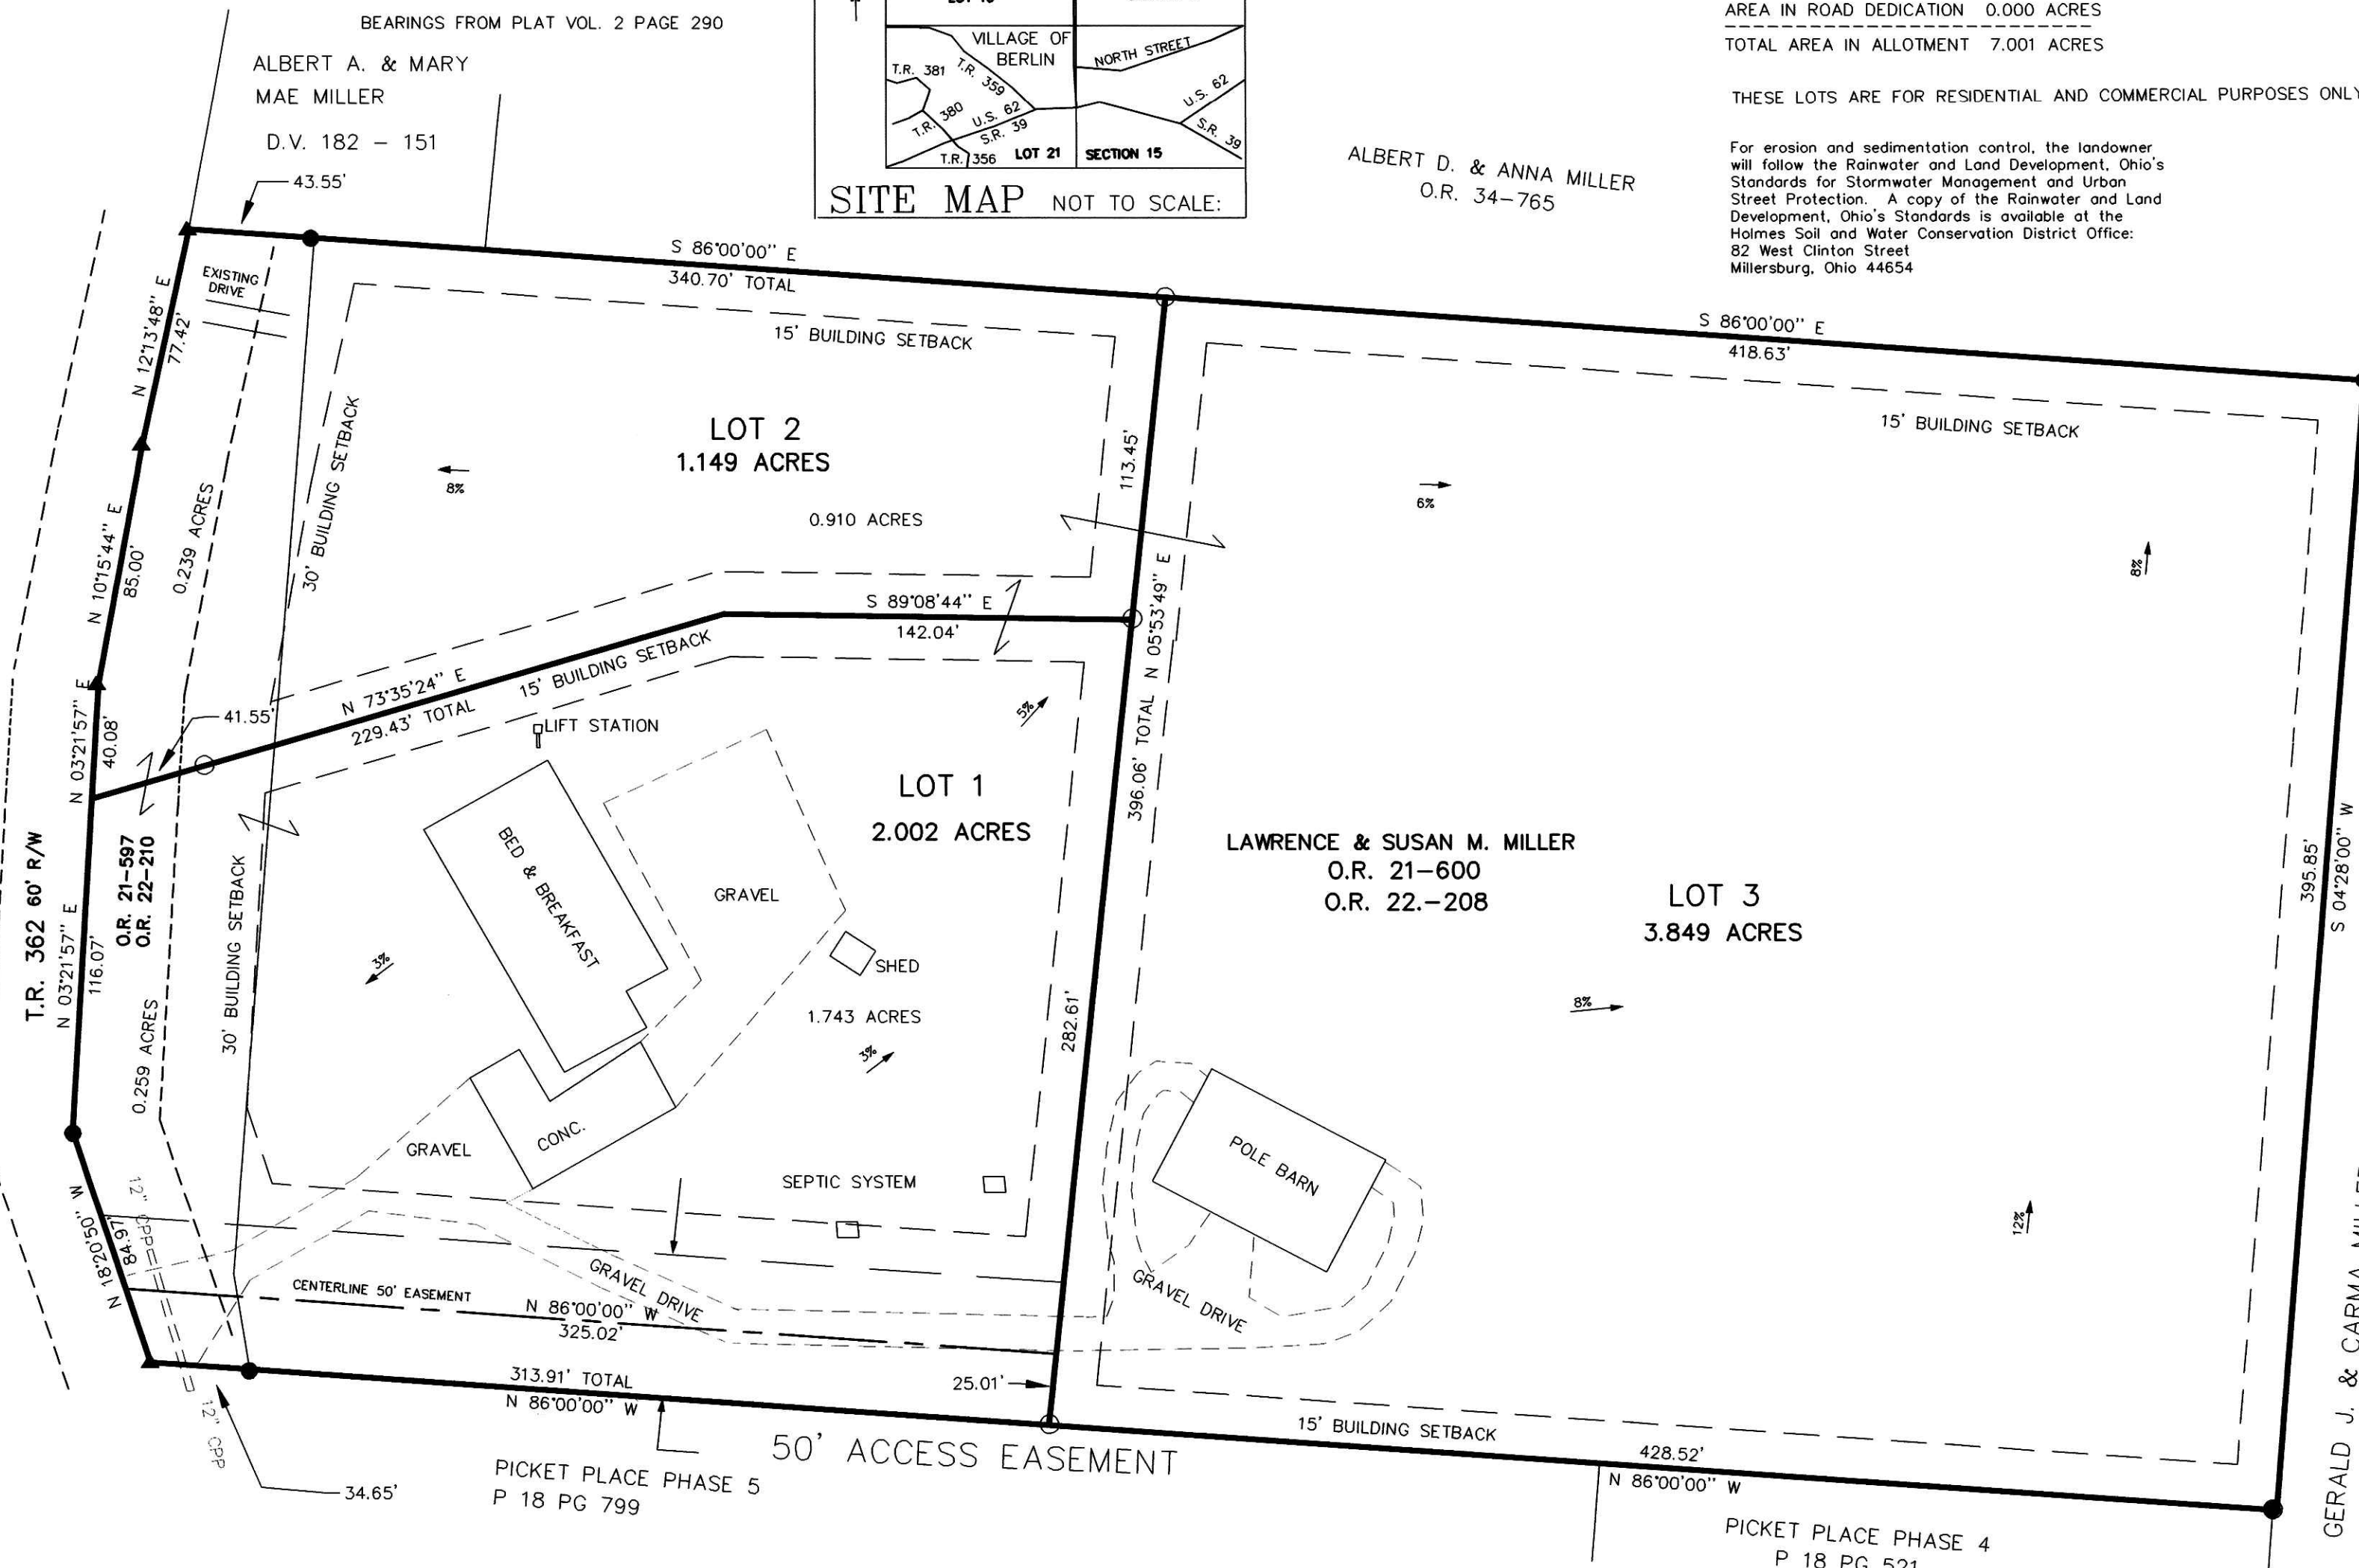 BEARINGS FROM PLAT VOL. 2 PAGE 290
ALBERT A. & MARY
MAE MILLER
D.V. 182 - 151
43.55'
VILLAGE OF
BERLIN
NORTH STREET
T.R. 381
T.R. 359
T.R. 380
U.S. 62
S.R. 39
U.S. 62
S.R. 39
T.R. 356
LOT 21
SECTION 15
SITE MAP NOT TO SCALE:
AREA IN ROAD DEDICATION 0.000 ACRES
TOTAL AREA IN ALLOTMENT 7.001 ACRES
THESE LOTS ARE FOR RESIDENTIAL AND COMMERCIAL PURPOSES ONLY
For erosion and sedimentation control, the landowner
will follow the Rainwater and Land Development, Ohio's
Standards for Stormwater Management and Urban
Street Protection. A copy of the Rainwater and Land
Development, Ohio's Standards is available at the
Holmes Soil and Water Conservation District Office:
82 West Clinton Street
Millersburg, Ohio 44654
ALBERT D. & ANNA MILLER
O.R. 34-765
S 86°00'00" E
340.70' TOTAL
S 86°00'00" E
418.63'
EXISTING
DRIVE
N 12°13'48" E
77.42'
15' BUILDING SETBACK
15' BUILDING SETBACK
30' BUILDING SETBACK
LOT 2
1.149 ACRES
8%
0.910 ACRES
113.45'
6%
8%
N 10°15'44" E
85.00'
0.239 ACRES
S 89°08'44" E
142.04'
N 73°35'24" E
229.43' TOTAL
15' BUILDING SETBACK
41.55'
N 03°21'57" E
40.08'
LIFT STATION
5%
396.06' TOTAL N 05°53'49" E
LOT 1
2.002 ACRES
BED & BREAKFAST
GRAVEL
SHED
1.743 ACRES
3%
3%
282.61'
T.R. 362 60' R/W
N 03°21'57" E
116.07'
O.R. 21-597
O.R. 22-210
0.259 ACRES
30' BUILDING SETBACK
LAWRENCE & SUSAN M. MILLER
O.R. 21-600
O.R. 22.-208
LOT 3
3.849 ACRES
8%
12%
395.85'
S 04°28'00" W
GRAVEL
CONC.
SEPTIC SYSTEM
POLE BARN
GRAVEL DRIVE
GRAVEL DRIVE
N 18°20'50" W
84.97'
12" CPP
12" CPP
CENTERLINE 50' EASEMENT
N 86°00'00" W
325.02'
313.91' TOTAL
N 86°00'00" W
25.01'
34.65'
50' ACCESS EASEMENT
PICKET PLACE PHASE 5
P 18 PG 799
15' BUILDING SETBACK
428.52'
N 86°00'00" W
PICKET PLACE PHASE 4
P 18 PG 521
GERALD J. & CARMA